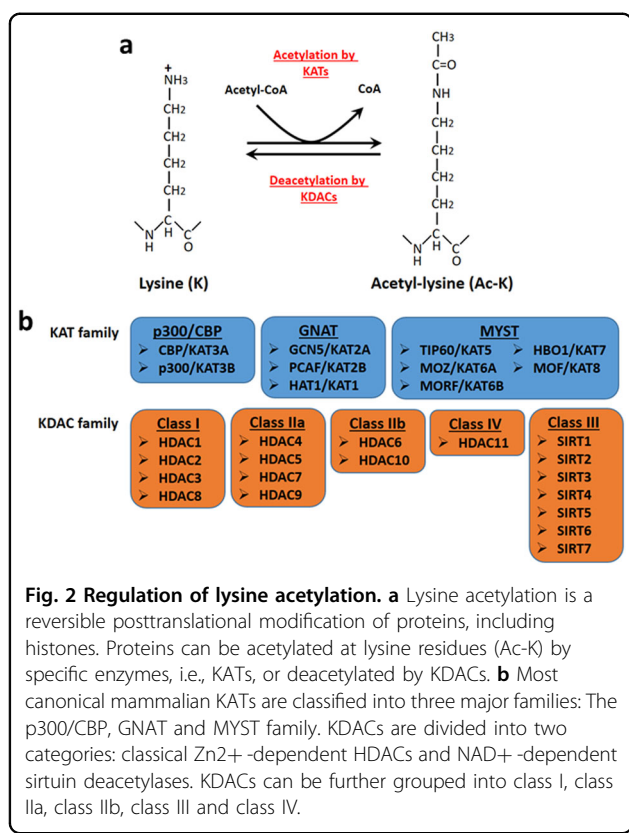 a
Acetylation by
KATs
Acetyl-CoA
CoA
+
NH3
CH2
CH2
CH2
CH2
C
H
N
H
C
O
Lysine (K)
Deacetylation by
KDACs
CH3
C=O
NH
CH2
CH2
CH2
CH2
C
H
N
H
C
O
Acetyl-lysine (Ac-K)
b
KAT family
p300/CBP
➢ CBP/KAT3A
➢ p300/KAT3B
GNAT
➢ GCN5/KAT2A
➢ PCAF/KAT2B
➢ HAT1/KAT1
MYST
➢ TIP60/KAT5 ➢ HBO1/KAT7
➢ MOZ/KAT6A ➢ MOF/KAT8
➢ MORF/KAT6B
KDAC family
Class I
➢ HDAC1
➢ HDAC2
➢ HDAC3
➢ HDAC8
Class IIa
➢ HDAC4
➢ HDAC5
➢ HDAC7
➢ HDAC9
Class IIb
➢ HDAC6
➢ HDAC10
Class IV
➢ HDAC11
Class III
➢ SIRT1
➢ SIRT2
➢ SIRT3
➢ SIRT4
➢ SIRT5
➢ SIRT6
➢ SIRT7
Fig. 2 Regulation of lysine acetylation. a Lysine acetylation is a
reversible posttranslational modification of proteins, including
histones. Proteins can be acetylated at lysine residues (Ac-K) by
specific enzymes, i.e., KATs, or deacetylated by KDACs. b Most
canonical mammalian KATs are classified into three major families: The
p300/CBP, GNAT and MYST family. KDACs are divided into two
categories: classical Zn2+ -dependent HDACs and NAD+ -dependent
sirtuin deacetylases. KDACs can be further grouped into class I, class
IIa, class IIb, class III and class IV.